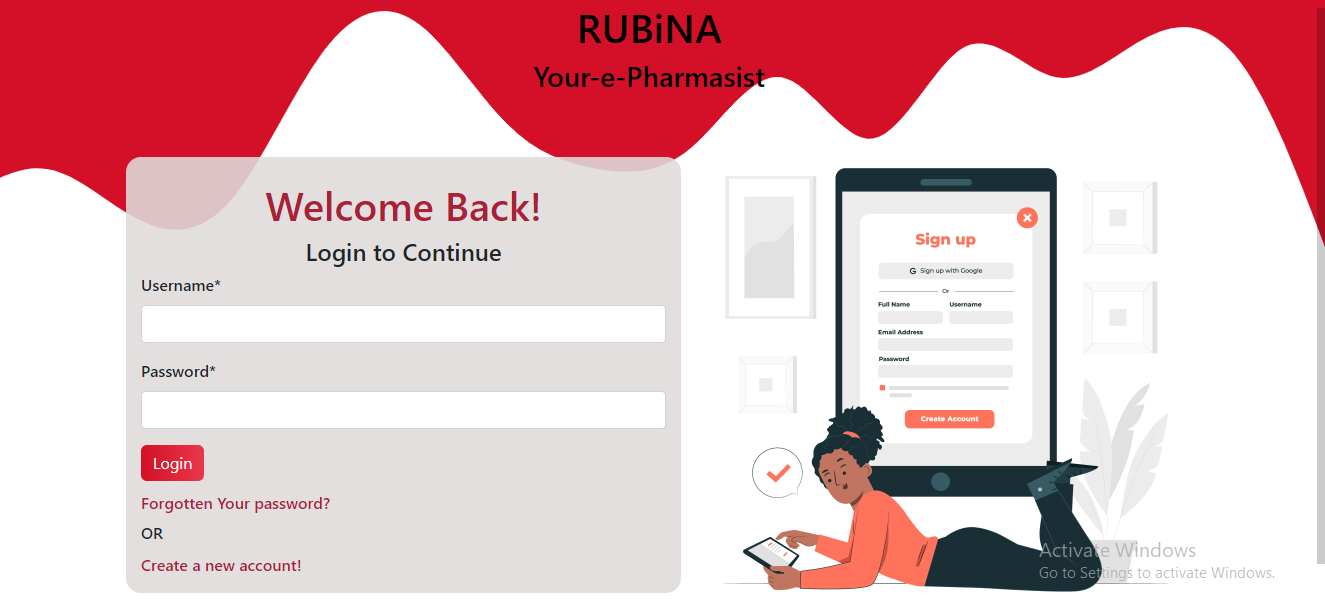 RUBiNA
Your-e-Pharmasist
Welcome Back!
Login to Continue
Username*
Password*
Login
Forgotten Your password?
OR
Create a new account!
Sign up
G Sign up with Google
Or
Full Name Username
Email Address
Password
Create Account
Activate Windows
Go to Settings to activate Windows.